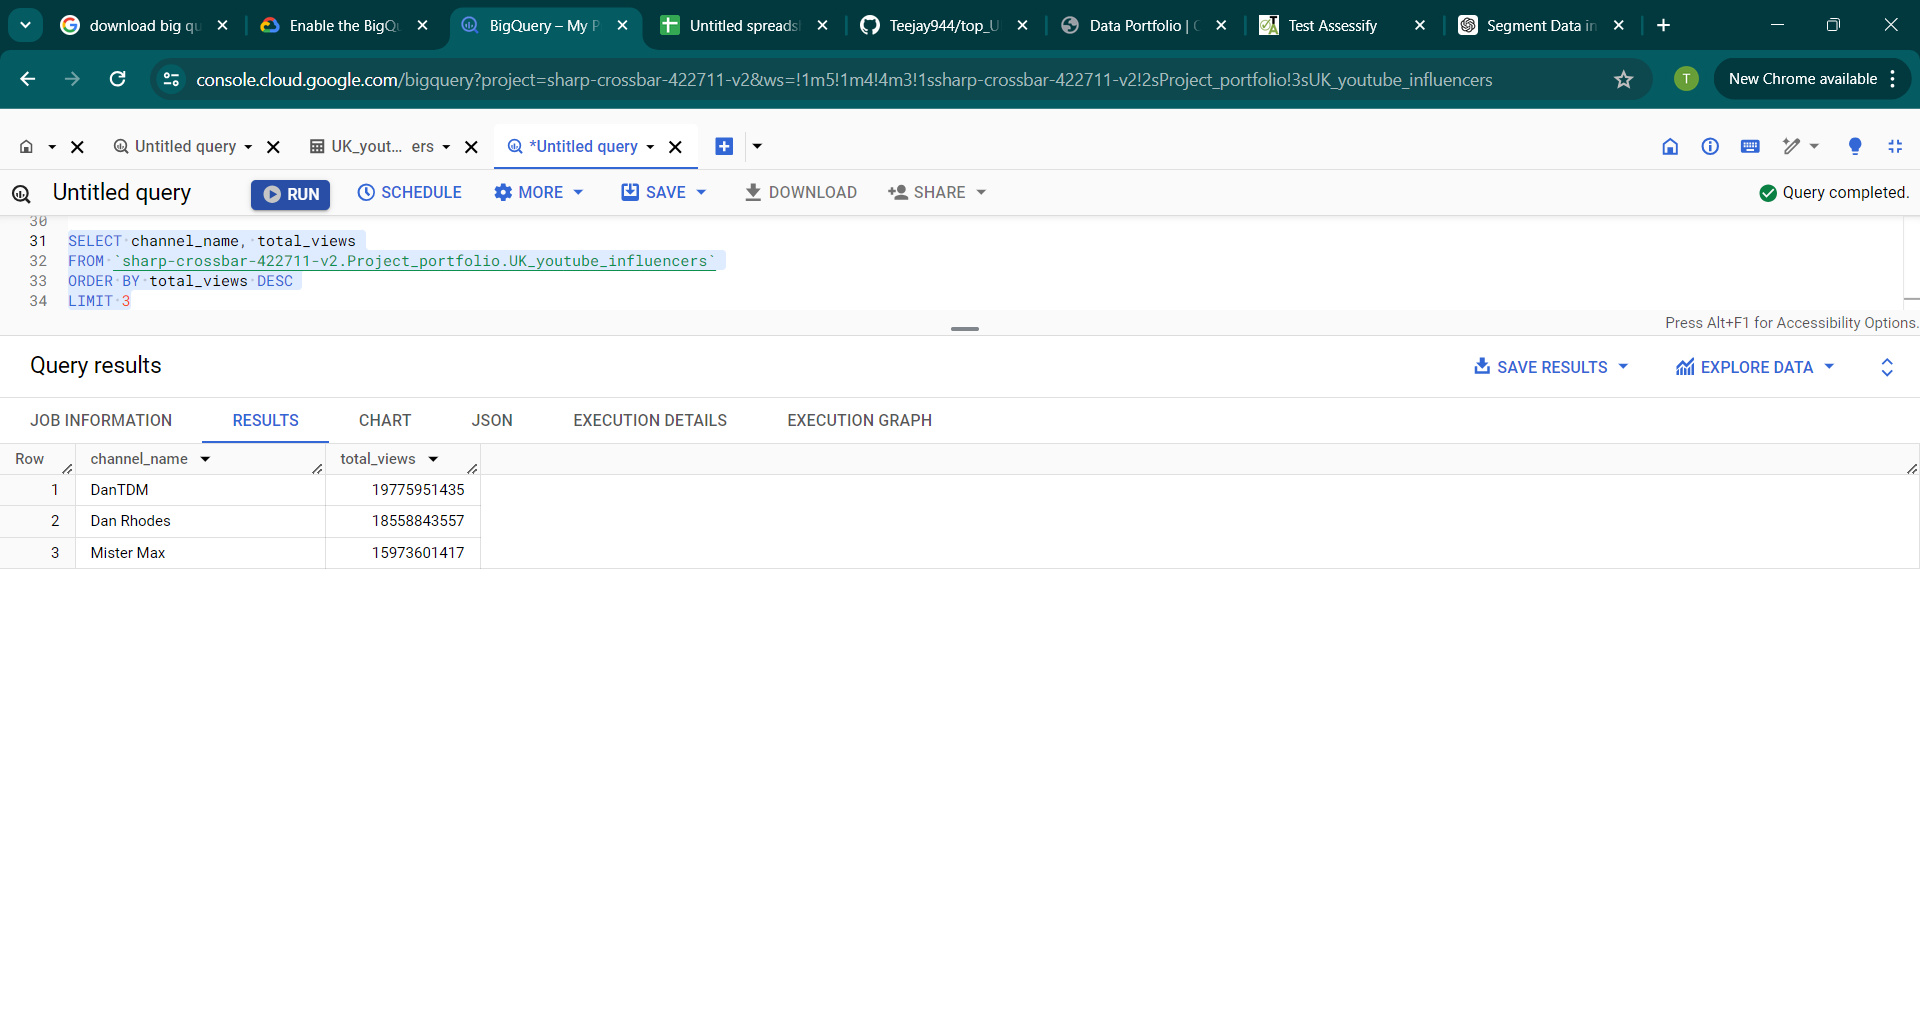 download big qu
Enable the BigQu
BigQuery – My P
Untitled spreads
Teejay944/top_U
Data Portfolio | (
Test Assessify
Segment Data in
console.cloud.google.com/bigquery?project=sharp-crossbar-422711-v2&ws=!1m5!1m4!4m3!1ssharp-crossbar-422711-v2!2sProject_portfolio!3sUK_youtube_influencers
T
New Chrome available
Untitled query
UK_yout... ers
*Untitled query
Untitled query
RUN
SCHEDULE
MORE
SAVE
DOWNLOAD
SHARE
Query completed.
30
31 SELECT channel_name, total_views
32 FROM `sharp-crossbar-422711-v2.Project_portfolio.UK_youtube_influencers`
33 ORDER BY total_views DESC
34 LIMIT 3
Press Alt+F1 for Accessibility Options.
Query results
SAVE RESULTS
EXPLORE DATA
JOB INFORMATION
RESULTS
CHART
JSON
EXECUTION DETAILS
EXECUTION GRAPH
Row channel_name total_views
1 DanTDM 19775951435
2 Dan Rhodes 18558843557
3 Mister Max 15973601417